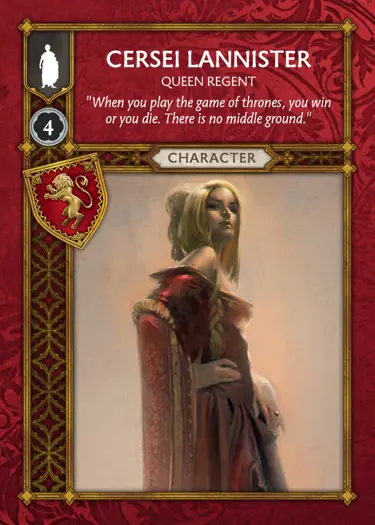 CERSEI LANNISTER
QUEEN REGENT
"When you play the game of thrones, you win
or you die. There is no middle ground."
4
CHARACTER